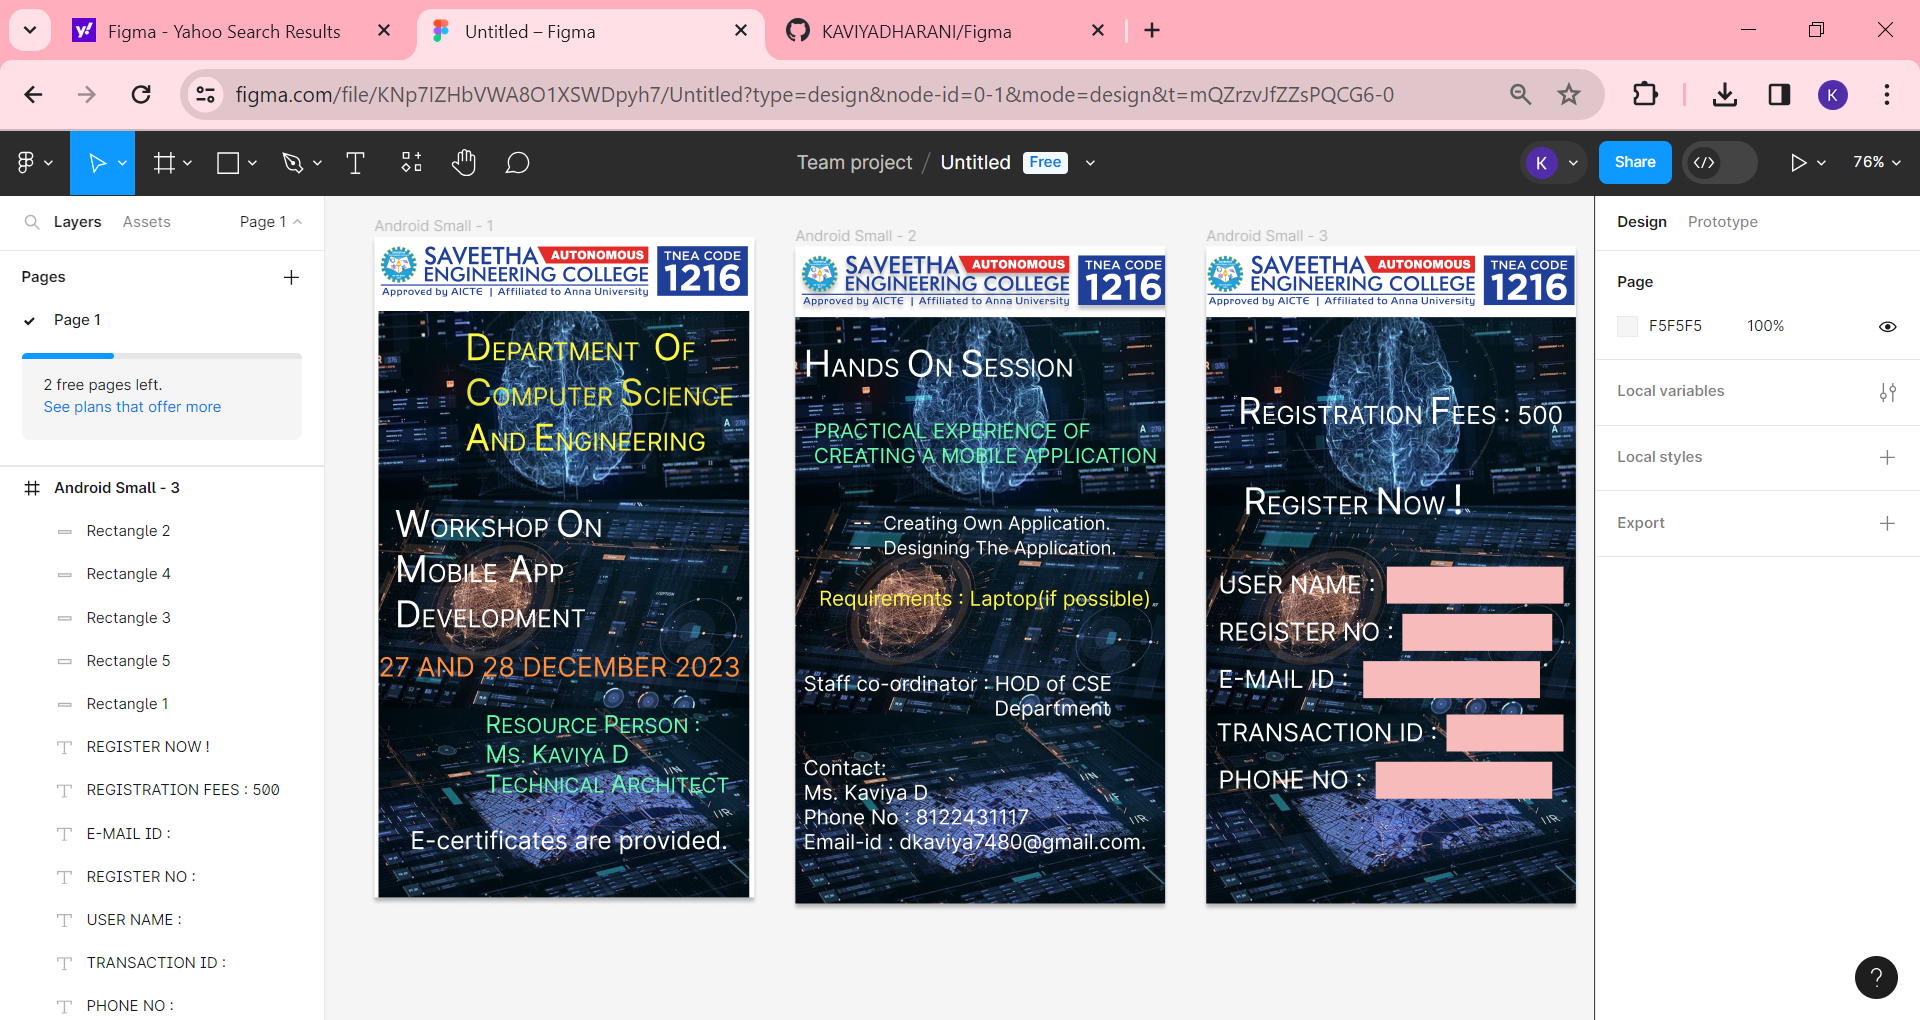 Figma - Yahoo Search Results
Untitled – Figma
KAVIYADHARANI/Figma
figma.com/file/KNp7IZHbVWA8O1XSWDpyh7/Untitled?type=design&node-id=0-1&mode=design&t=mQZrzvJfZZsPQCG6-0
K
Team project / Untitled Free
K
Share
76%
Layers
Assets
Page 1
Pages
Page 1
2 free pages left.
See plans that offer more
Android Small - 3
Rectangle 2
Rectangle 4
Rectangle 3
Rectangle 5
Rectangle 1
REGISTER NOW !
REGISTRATION FEES : 500
E-MAIL ID :
REGISTER NO :
USER NAME :
TRANSACTION ID :
PHONE NO :
Android Small - 1
SAVEETHA AUTONOMOUS
ENGINEERING COLLEGE
Approved by AICTE | Affiliated to Anna University
TNEA CODE
1216
DEPARTMENT OF
COMPUTER SCIENCE
AND ENGINEERING
WORKSHOP ON
MOBILE APP
DEVELOPMENT
27 AND 28 DECEMBER 2023
RESOURCE PERSON :
MS. KAVIYA D
TECHNICAL ARCHITECT
E-certificates are provided.
Android Small - 2
SAVEETHA AUTONOMOUS
ENGINEERING COLLEGE
Approved by AICTE | Affiliated to Anna University
TNEA CODE
1216
HANDS ON SESSION
PRACTICAL EXPERIENCE OF
CREATING A MOBILE APPLICATION
-- Creating Own Application.
-- Designing The Application.
Requirements : Laptop(if possible).
Staff co-ordinator : HOD of CSE
Department
Contact:
Ms. Kaviya D
Phone No : 8122431117
Email-id : dkaviya7480@gmail.com.
Android Small - 3
SAVEETHA AUTONOMOUS
ENGINEERING COLLEGE
Approved by AICTE | Affiliated to Anna University
TNEA CODE
1216
REGISTRATION FEES : 500
REGISTER NOW !
USER NAME :
REGISTER NO :
E-MAIL ID :
TRANSACTION ID :
PHONE NO :
Design
Prototype
Page
F5F5F5
100%
Local variables
Local styles
Export
?